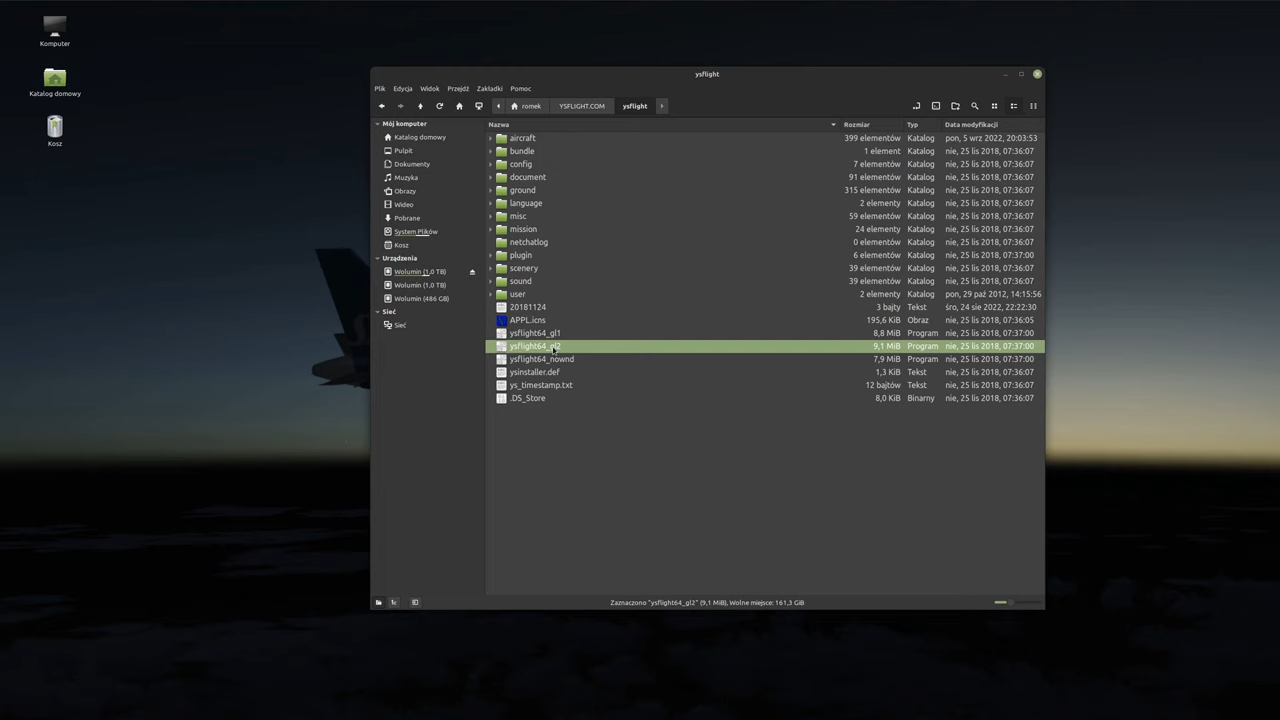 Komputer
Katalog domowy
Kosz
ysflight
Plik Edycja Widok Przejdź Zakładki Pomoc
romek YSFLIGHT.COM ysflight
Mój komputer
Katalog domowy
Pulpit
Dokumenty
Muzyka
Obrazy
Wideo
Pobrane
System Plików
Kosz
Urządzenia
Wolumin (1,0 TB)
Wolumin (1,0 TB)
Wolumin (486 GB)
Sieć
Sieć
Nazwa Rozmiar Typ Data modyfikacji
aircraft 399 elementów Katalog pon, 5 wrz 2022, 20:03:53
bundle 1 element Katalog nie, 25 lis 2018, 07:36:07
config 7 elementy Katalog nie, 25 lis 2018, 07:36:07
document 91 elementów Katalog nie, 25 lis 2018, 07:36:07
ground 315 elementów Katalog nie, 25 lis 2018, 07:36:07
language 2 elementy Katalog nie, 25 lis 2018, 07:36:07
misc 59 elementów Katalog nie, 25 lis 2018, 07:36:07
mission 24 elementy Katalog nie, 25 lis 2018, 07:36:07
netchatlog 0 elementów Katalog nie, 25 lis 2018, 07:36:07
plugin 6 elementów Katalog nie, 25 lis 2018, 07:37:00
scenery 39 elementów Katalog nie, 25 lis 2018, 07:36:07
sound 39 elementów Katalog nie, 25 lis 2018, 07:36:07
user 2 elementy Katalog pon, 29 paź 2012, 14:15:56
20181124 3 bajty Tekst śro, 24 sie 2022, 22:22:30
APPL.icns 195,6 KiB Obraz nie, 25 lis 2018, 07:36:05
ysflight64_gl1 8,8 MiB Program nie, 25 lis 2018, 07:37:00
ysflight64_gl2 9,1 MiB Program nie, 25 lis 2018, 07:37:00
ysflight64_nownd 7,9 MiB Program nie, 25 lis 2018, 07:37:00
ysinstaller.def 1,3 KiB Tekst nie, 25 lis 2018, 07:36:07
ys_timestamp.txt 12 bajtów Tekst nie, 25 lis 2018, 07:36:07
.DS_Store 8,0 KiB Binarny nie, 25 lis 2018, 07:36:07
Zaznaczono "ysflight64_gl2" (9,1 MiB), Wolne miejsce: 161,3 GiB